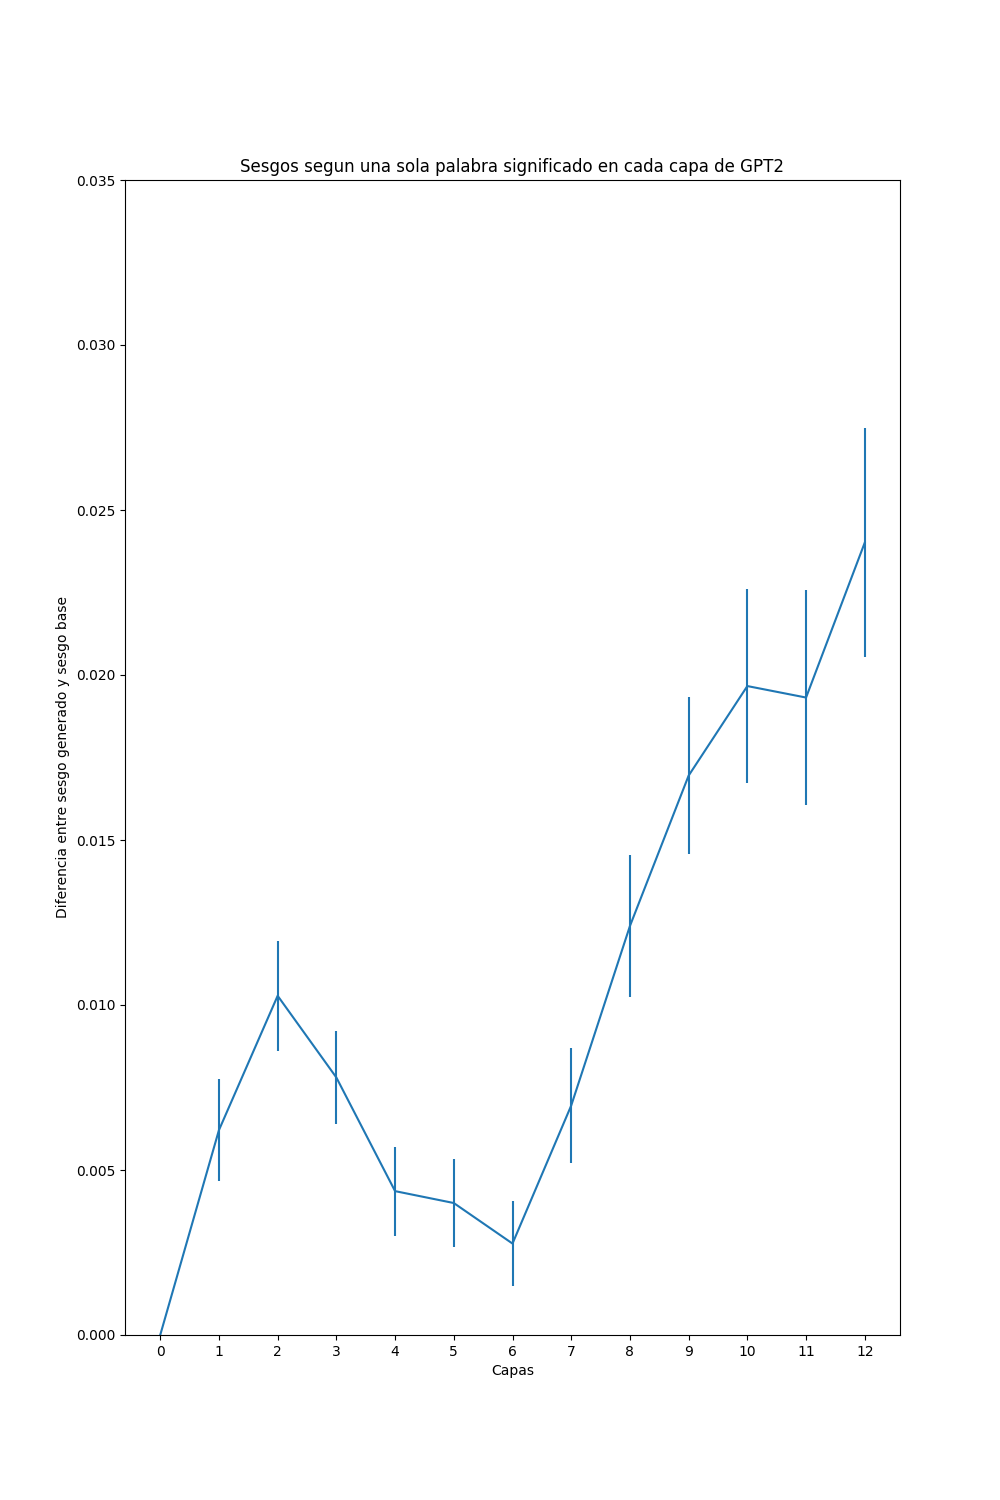 Sesgos segun una sola palabra significado en cada capa de GPT2
Diferencia entre sesgo generado y sesgo base
0.035
0.030
0.025
0.020
0.015
0.010
0.005
0.000
0 1 2 3 4 5 6 7 8 9 10 11 12
Capas